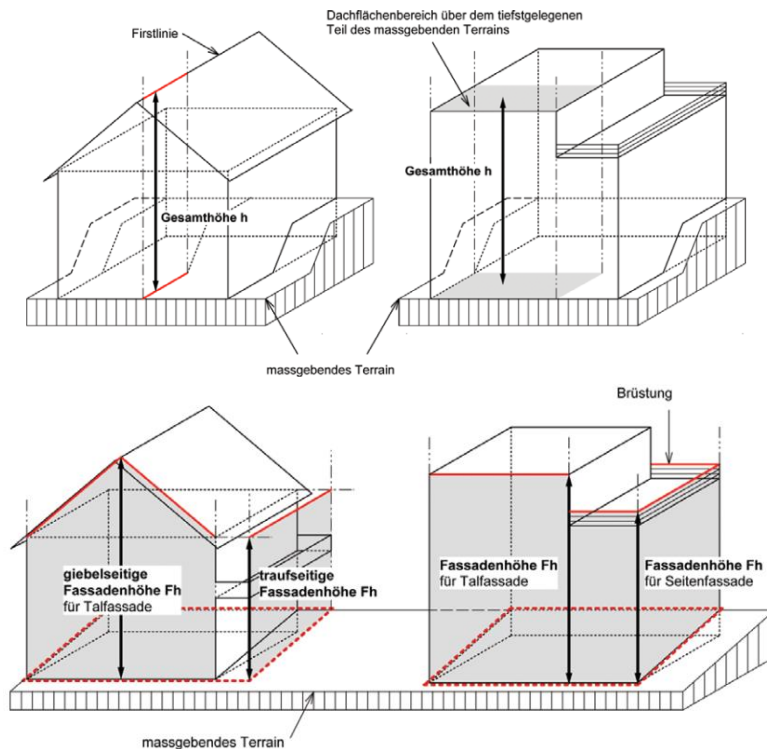 Firstlinie
Dachflächenbereich über dem tiefstgelegenen
Teil des massgebenden Terrains
Gesamthöhe h
Gesamthöhe h
massgebendes Terrain
Brüstung
giebelseitige
Fassadenhöhe Fh
für Talfassade
traufseitige
Fassadenhöhe Fh
Fassadenhöhe Fh
für Talfassade
Fassadenhöhe Fh
für Seitenfassade
massgebendes Terrain